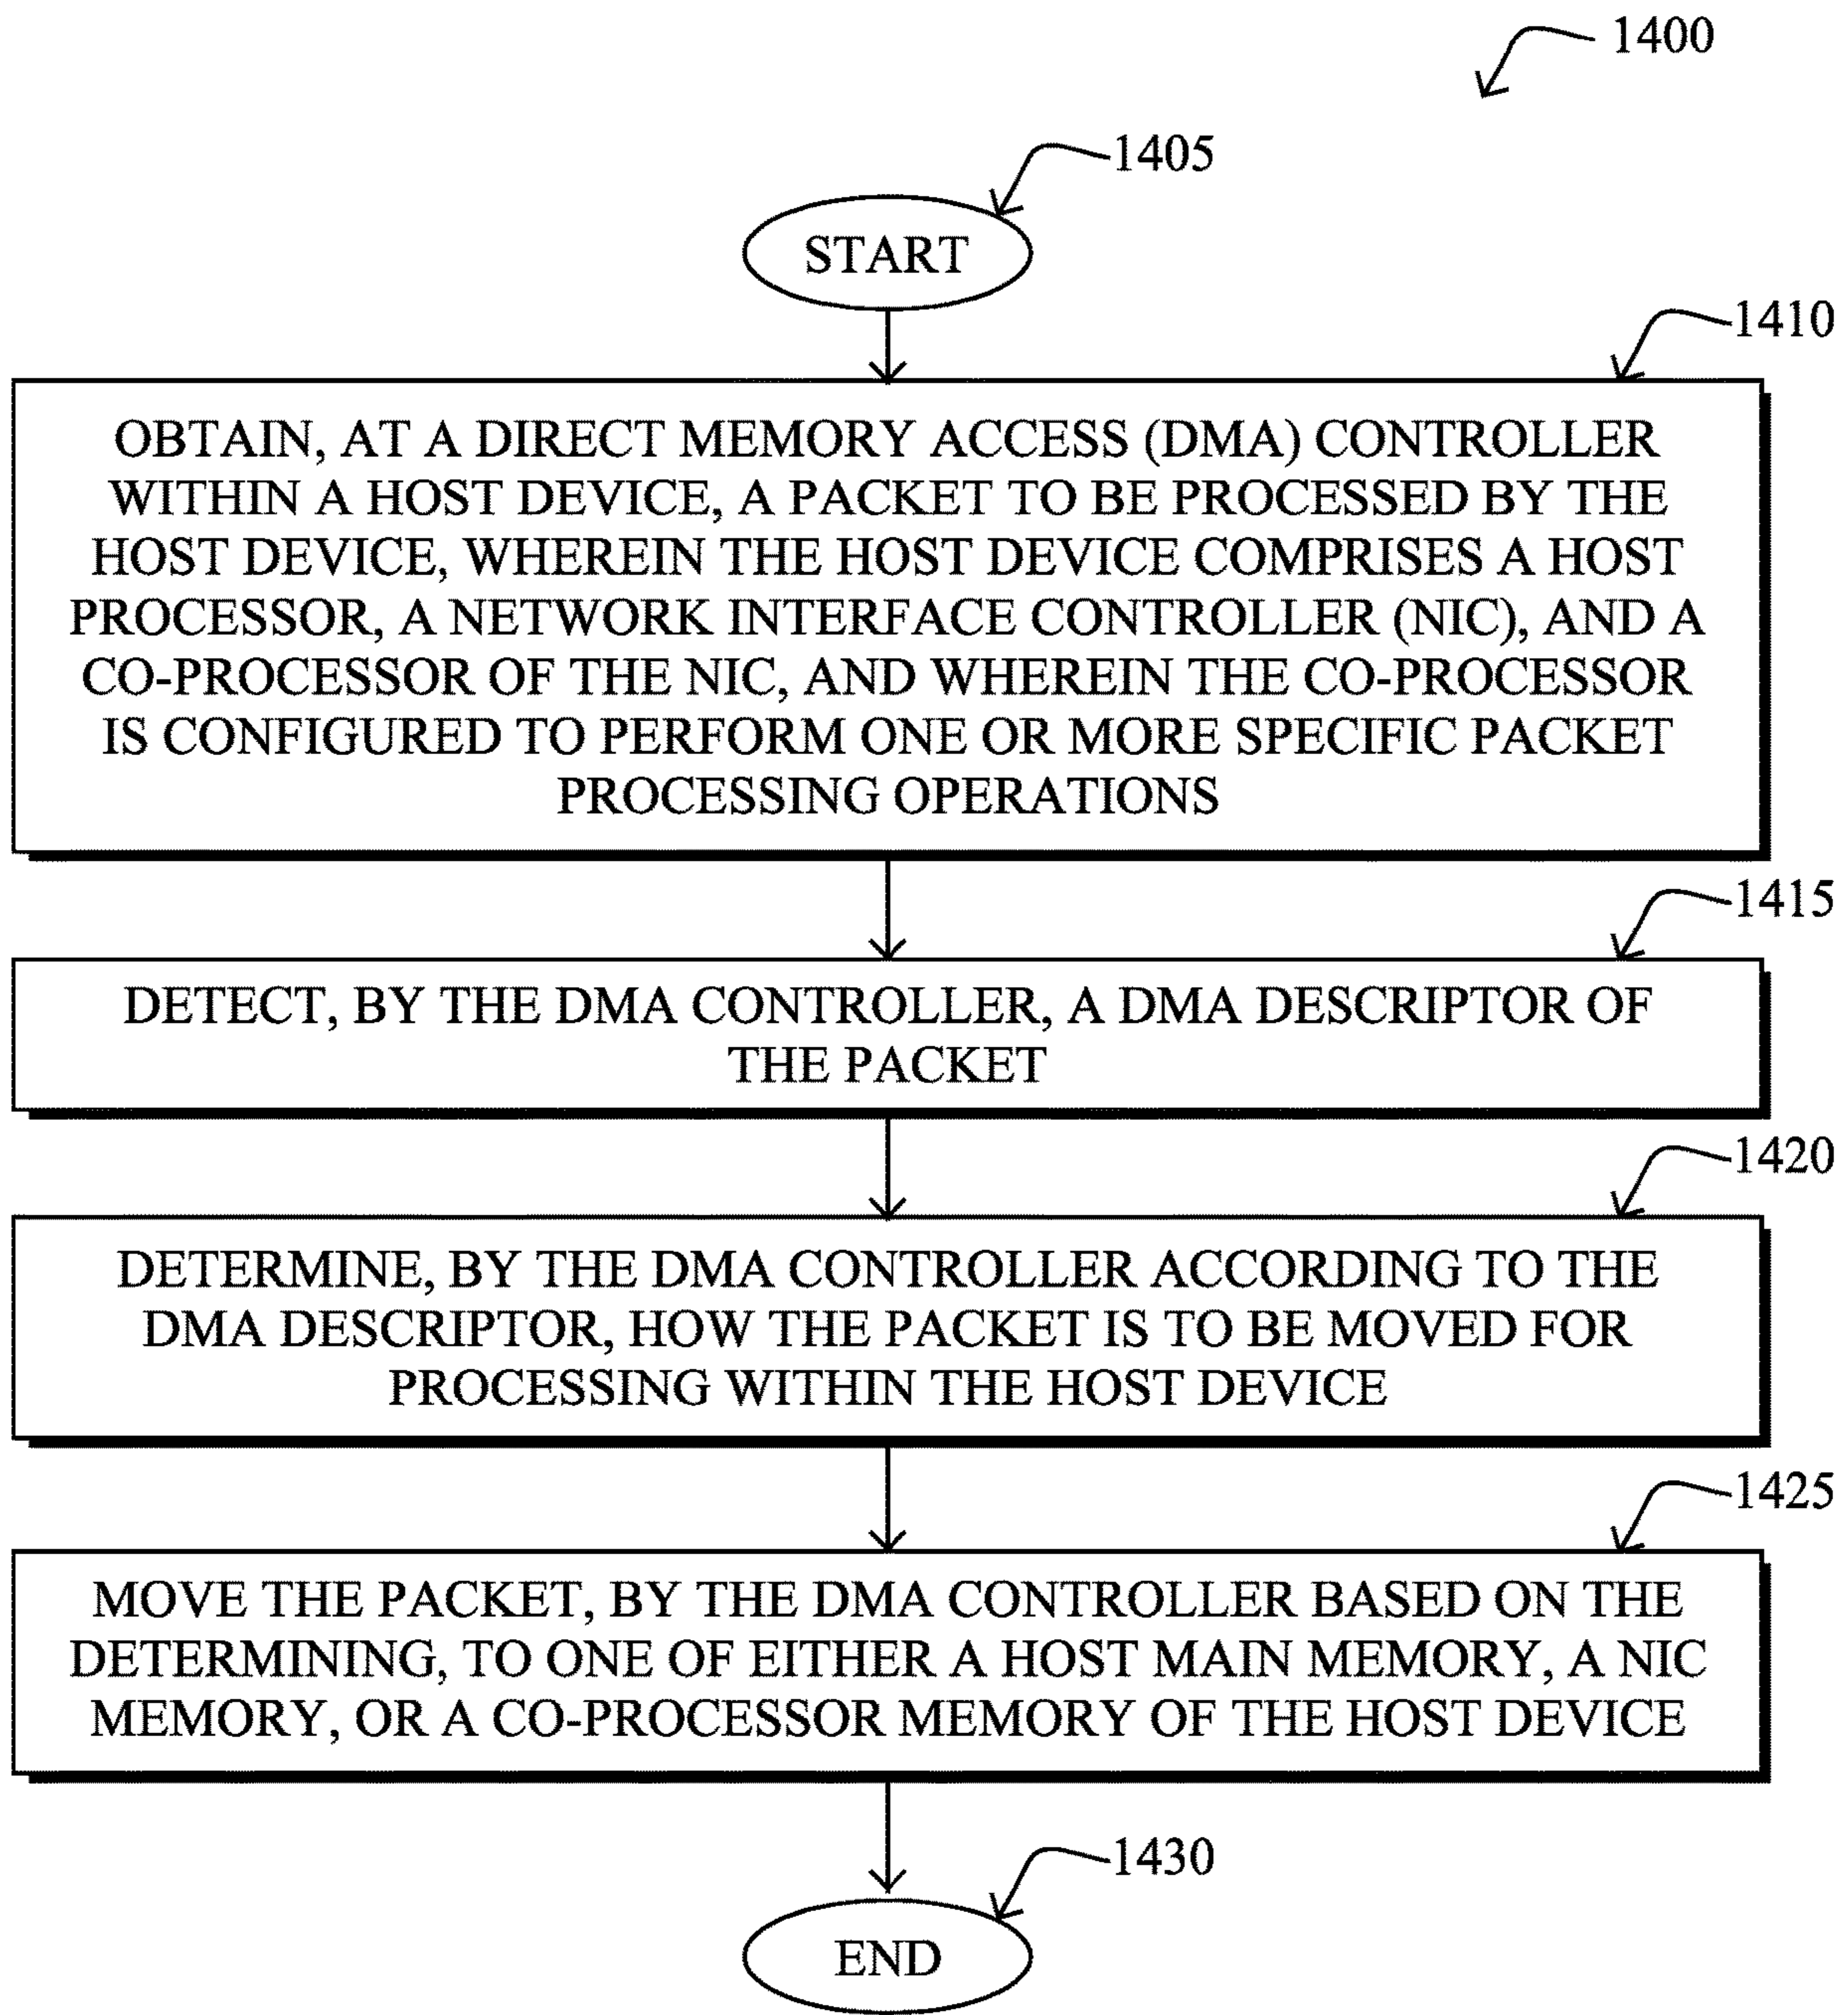 1400
1405
START
1410
OBTAIN, AT A DIRECT MEMORY ACCESS (DMA) CONTROLLER
WITHIN A HOST DEVICE, A PACKET TO BE PROCESSED BY THE
HOST DEVICE, WHEREIN THE HOST DEVICE COMPRISES A HOST
PROCESSOR, A NETWORK INTERFACE CONTROLLER (NIC), AND A
CO-PROCESSOR OF THE NIC, AND WHEREIN THE CO-PROCESSOR
IS CONFIGURED TO PERFORM ONE OR MORE SPECIFIC PACKET
PROCESSING OPERATIONS
1415
DETECT, BY THE DMA CONTROLLER, A DMA DESCRIPTOR OF
THE PACKET
1420
DETERMINE, BY THE DMA CONTROLLER ACCORDING TO THE
DMA DESCRIPTOR, HOW THE PACKET IS TO BE MOVED FOR
PROCESSING WITHIN THE HOST DEVICE
1425
MOVE THE PACKET, BY THE DMA CONTROLLER BASED ON THE
DETERMINING, TO ONE OF EITHER A HOST MAIN MEMORY, A NIC
MEMORY, OR A CO-PROCESSOR MEMORY OF THE HOST DEVICE
1430
END